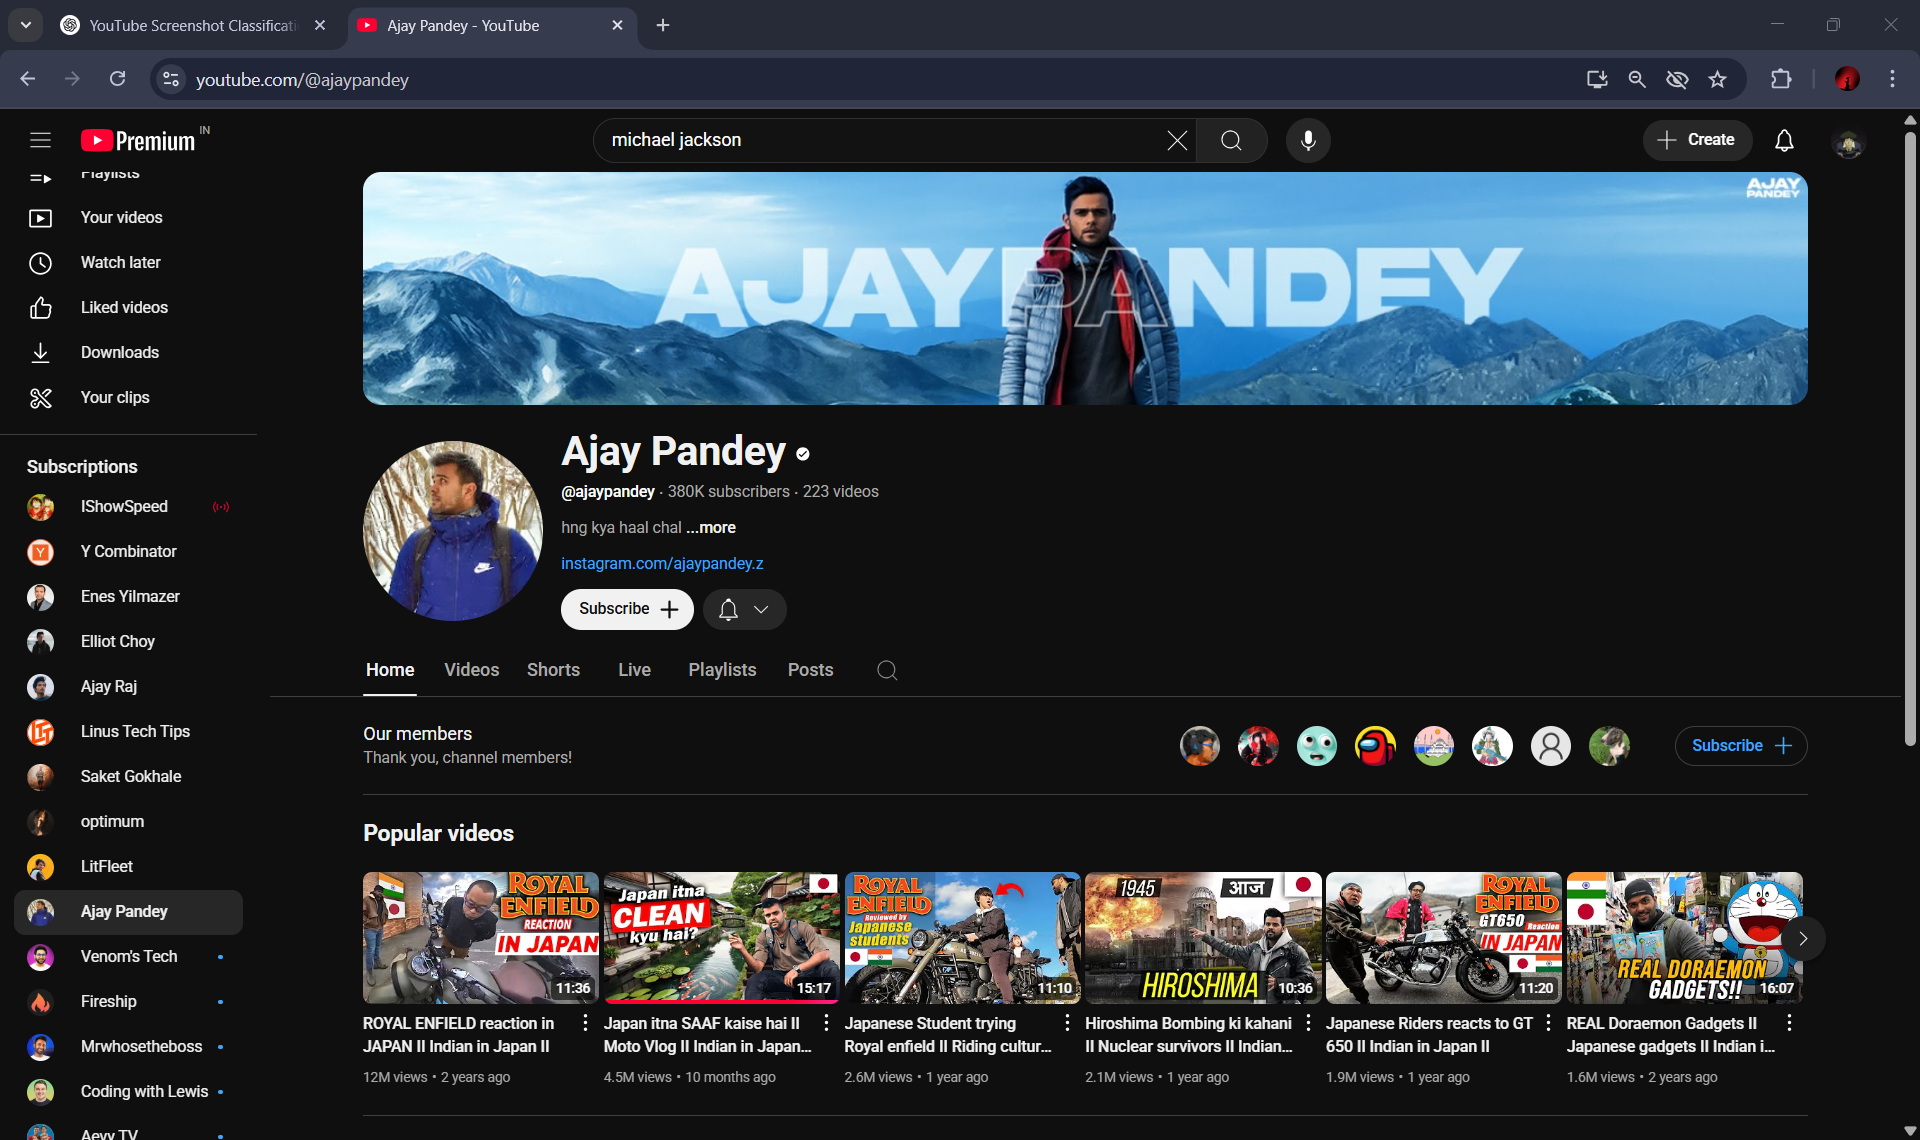 YouTube Screenshot Classificati
Ajay Pandey - YouTube
youtube.com/@ajaypandey
Premium IN
michael jackson
Create
Playlists
Your videos
Watch later
Liked videos
Downloads
Your clips
Subscriptions
IShowSpeed
Y Combinator
Enes Yilmazer
Elliot Choy
Ajay Raj
Linus Tech Tips
Saket Gokhale
optimum
LitFleet
Ajay Pandey
Venom's Tech
Fireship
Mrwhosetheboss
Coding with Lewis
Aevy TV
AJAY
PANDEY
AJAYPANDEY
Ajay Pandey
@ajaypandey · 380K subscribers · 223 videos
hng kya haal chal ...more
instagram.com/ajaypandey.z
Subscribe
Home Videos Shorts Live Playlists Posts
Our members
Thank you, channel members!
Subscribe
Popular videos
ROYAL
ENFIELD
REACTION
IN JAPAN
11:36
ROYAL ENFIELD reaction in
JAPAN II Indian in Japan II
12M views • 2 years ago
Japan itna
CLEAN
kyu hai?
15:17
Japan itna SAAF kaise hai II
Moto Vlog II Indian in Japan...
4.5M views • 10 months ago
ROYAL
ENFIELD
Reviewed by
Japanese
students
11:10
Japanese Student trying
Royal enfield II Riding cultur...
2.6M views • 1 year ago
1945
आज
HIROSHIMA
10:36
Hiroshima Bombing ki kahani
II Nuclear survivors II Indian...
2.1M views • 1 year ago
ROYAL
ENFIELD
GT650 Reaction
IN JAPAN
11:20
Japanese Riders reacts to GT
650 II Indian in Japan II
1.9M views • 1 year ago
REAL DORAEMON
GADGETS!!
16:07
REAL Doraemon Gadgets II
Japanese gadgets II Indian i...
1.6M views • 2 years ago